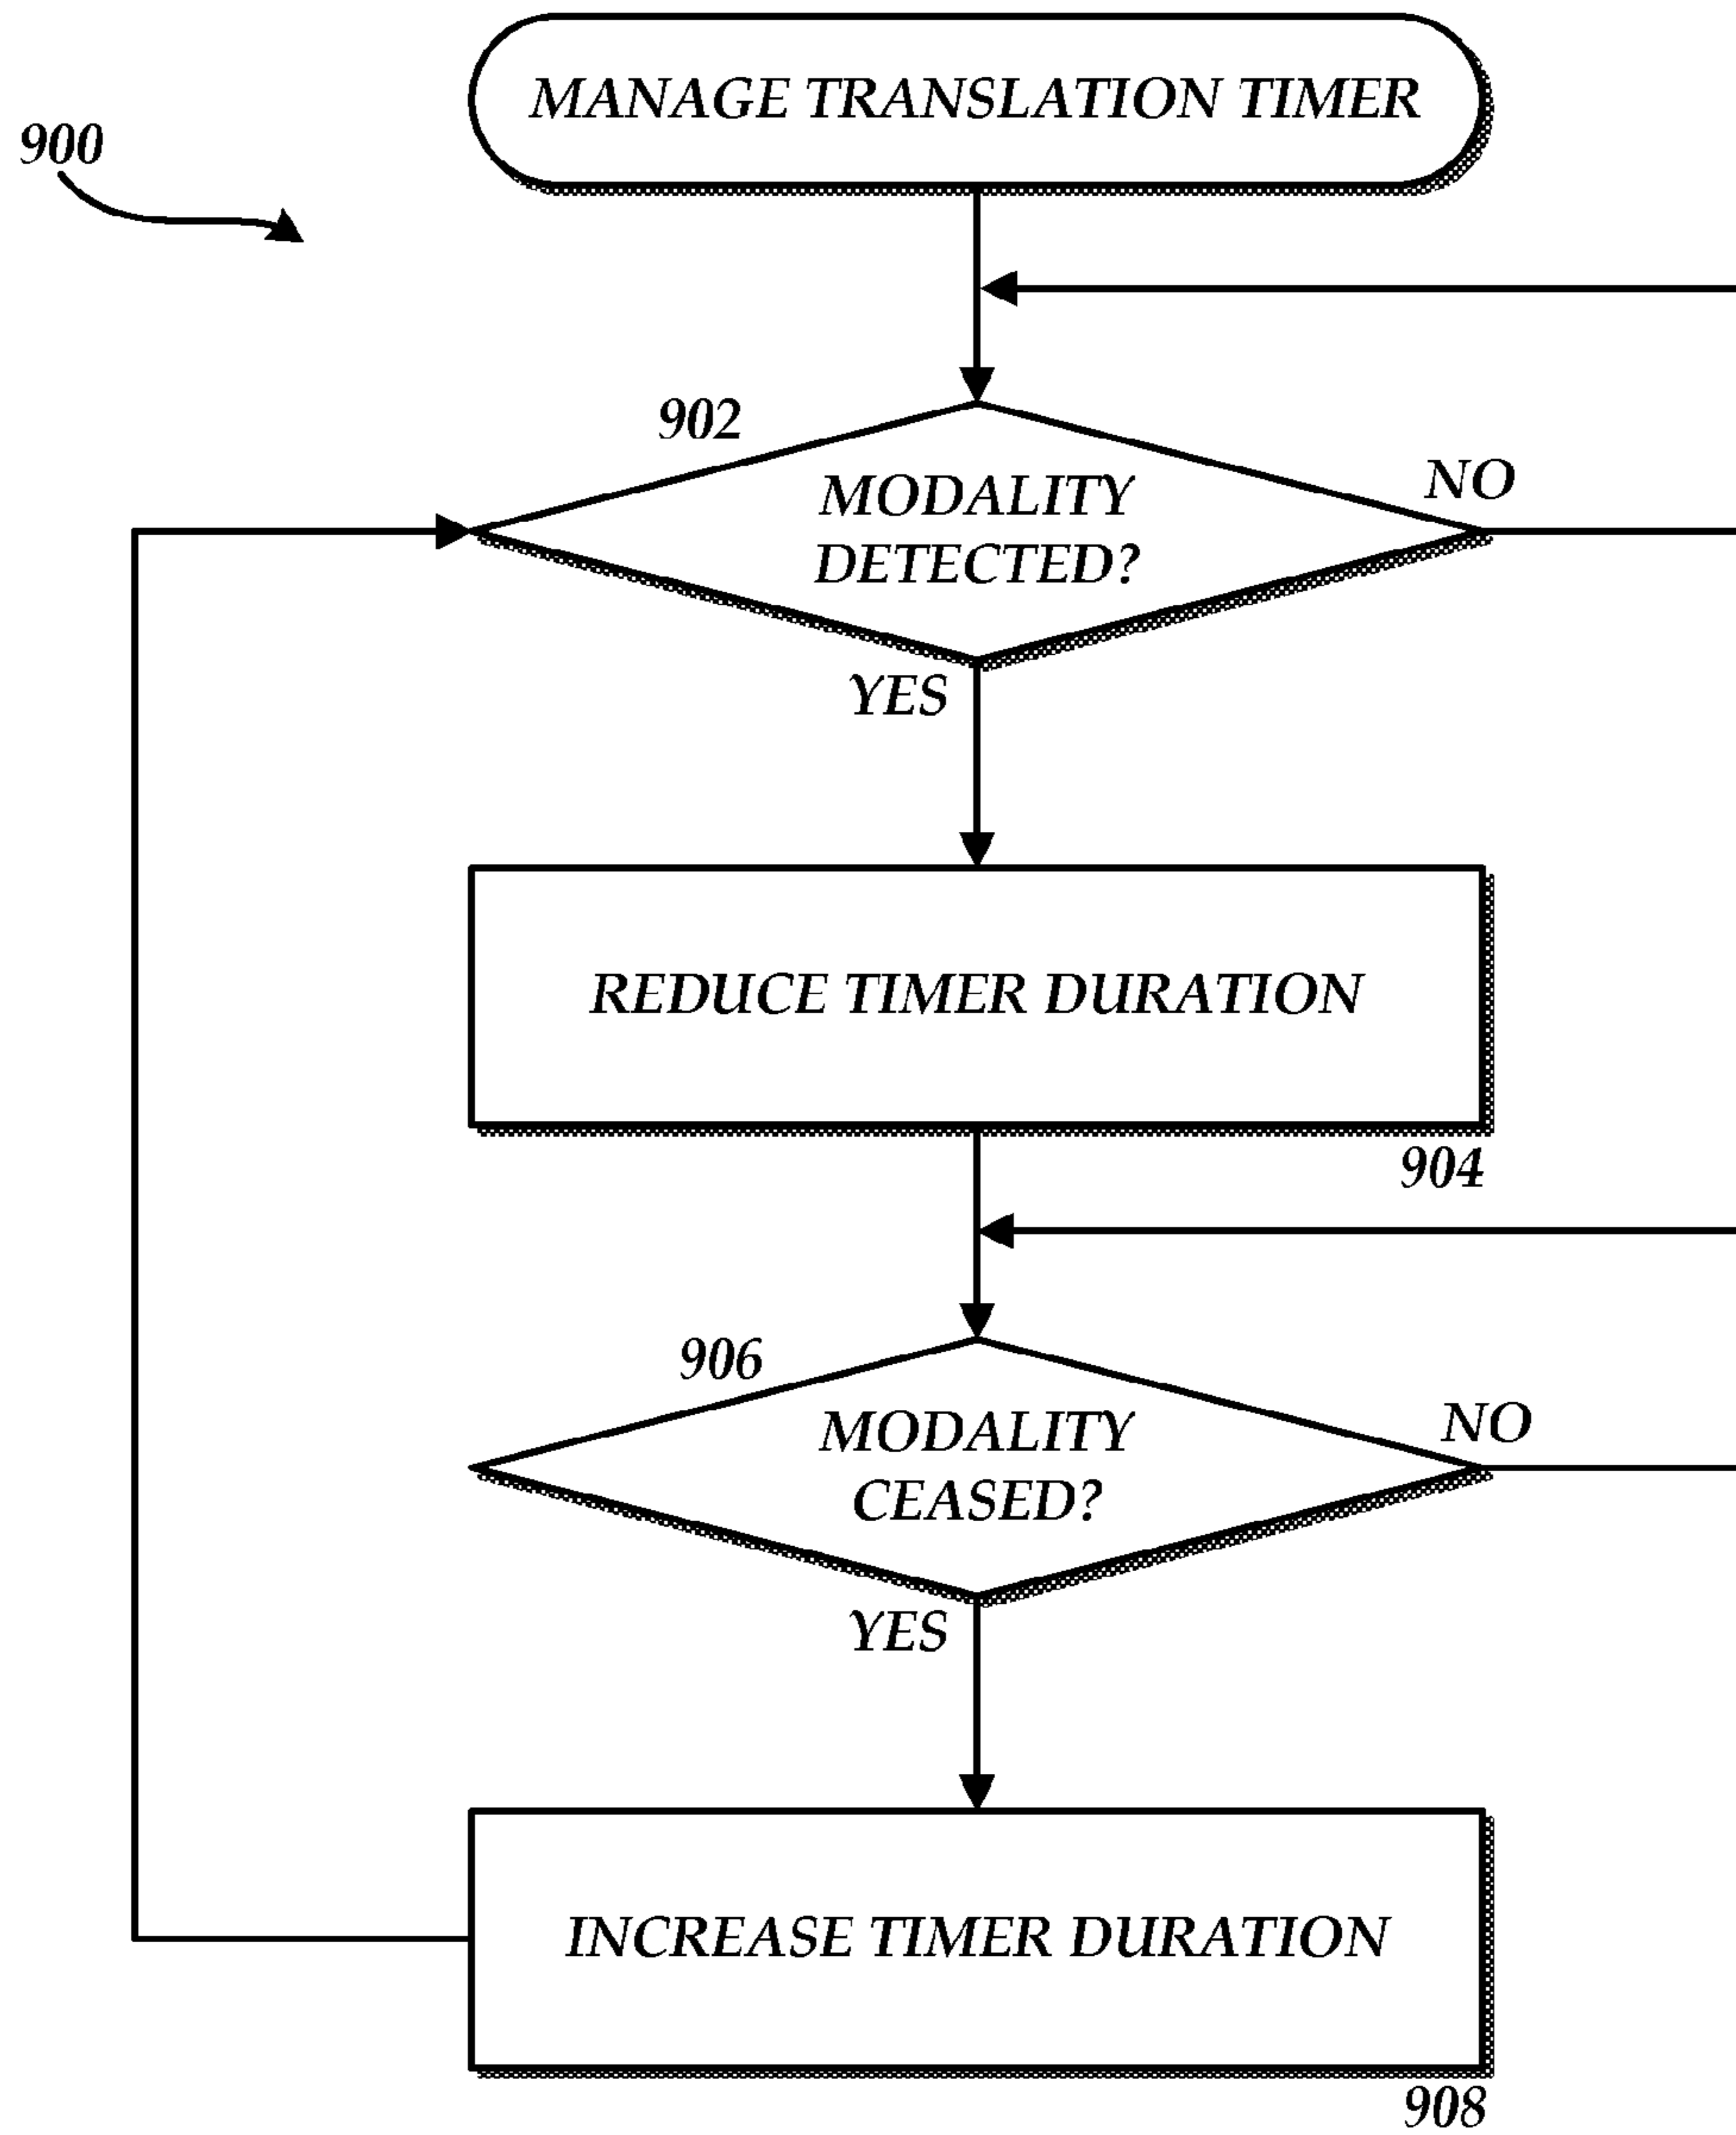 MANAGE TRANSLATION TIMER
900
902
MODALITY
DETECTED?
NO
YES
REDUCE TIMER DURATION
904
906
MODALITY
CEASED?
NO
YES
INCREASE TIMER DURATION
908